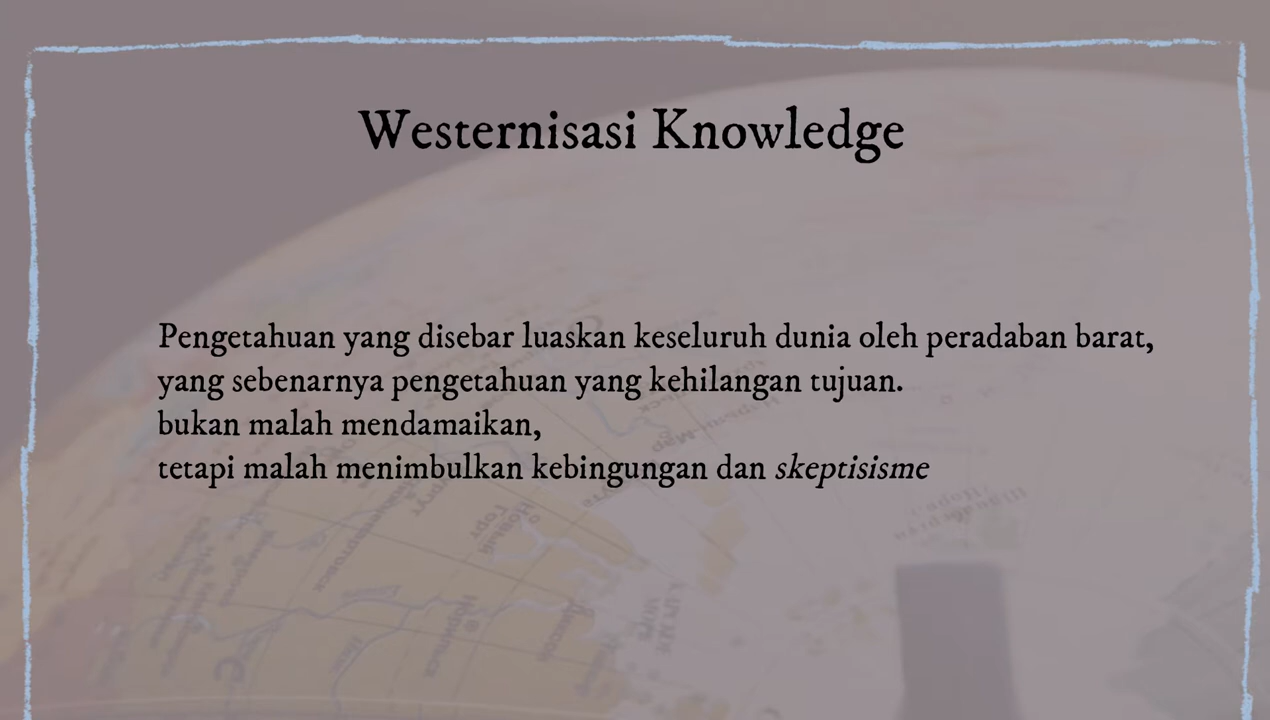 Westernisasi Knowledge
Pengetahuan yang disebar luaskan keseluruh dunia oleh peradaban barat,
yang sebenarnya pengetahuan yang kehilangan tujuan.
bukan malah mendamaikan,
tetapi malah menimbulkan kebingungan dan skeptisisme